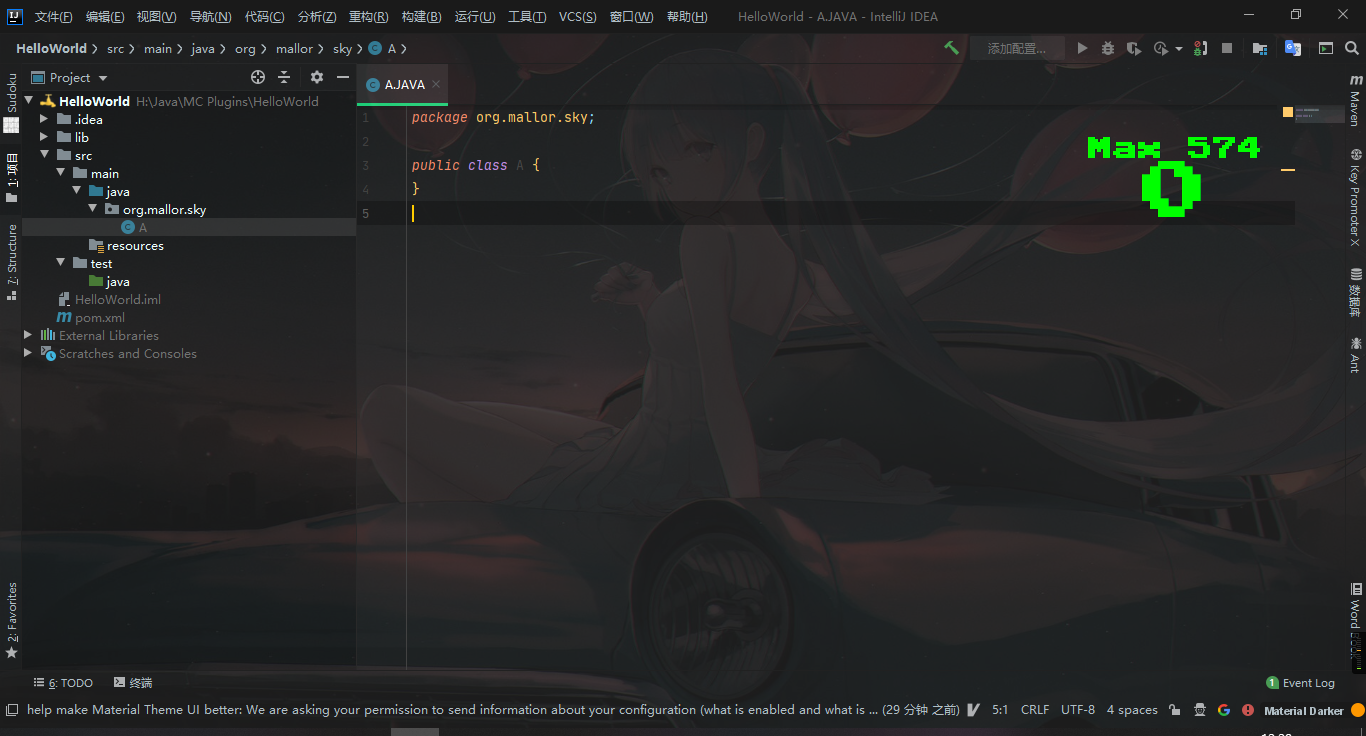 IJ 文件(F) 编辑(E) 视图(V) 导航(N) 代码(C) 分析(Z) 重构(R) 构建(B) 运行(U) 工具(T) VCS(S) 窗口(W) 帮助(H) HelloWorld - A.JAVA - IntelliJ IDEA
HelloWorld src main java org mallor sky C A 添加配置...
Project
C A.JAVA
HelloWorld H:\Java\MC Plugins\HelloWorld
.idea
lib
src
main
java
org.mallor.sky
C A
resources
test
java
HelloWorld.iml
m pom.xml
External Libraries
Scratches and Consoles
1 package org.mallor.sky;
2
3 public class A {
4 }
5
Max 574
0
Sudoku
1: 项目
7: Structure
2: Favorites
m Maven
Key Promoter X
数据库
Ant
Word
6: TODO 终端
1 Event Log
help make Material Theme UI better: We are asking your permission to send information about your configuration (what is enabled and what is ... (29 分钟 之前) 5:1 CRLF UTF-8 4 spaces Material Darker